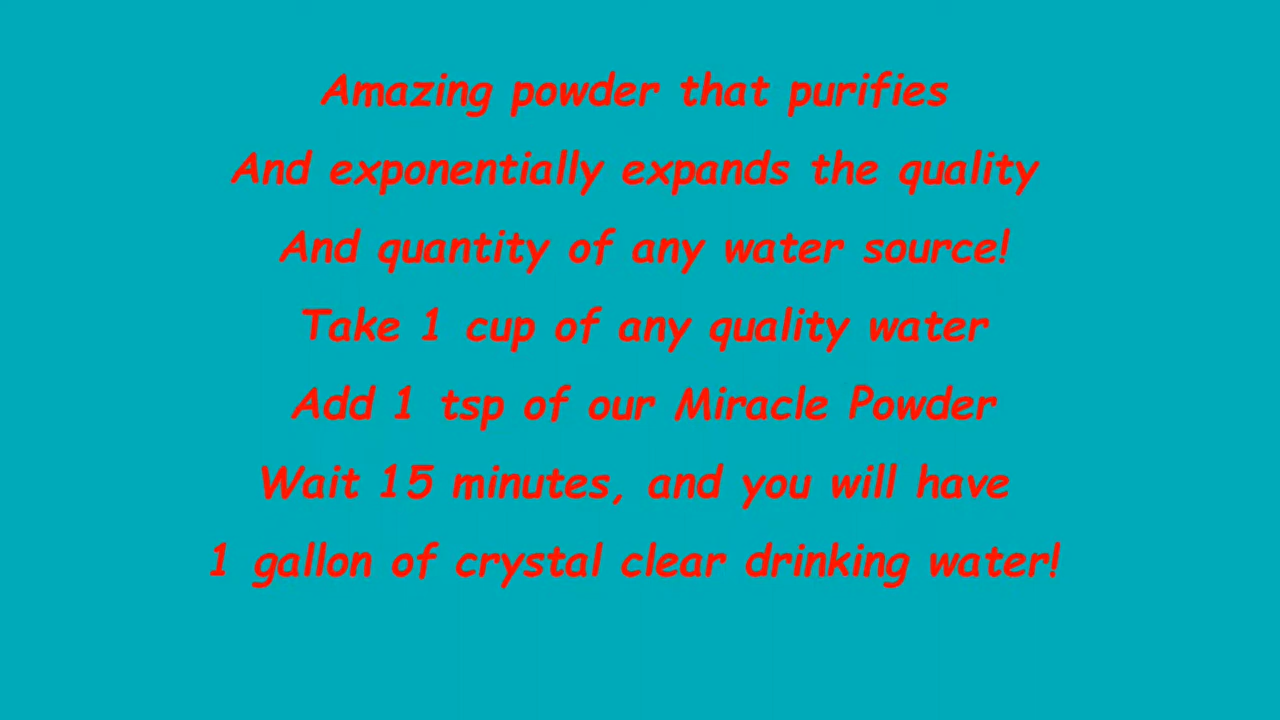 Amazing powder that purifies
And exponentially expands the quality
And quantity of any water source!
Take 1 cup of any quality water
Add 1 tsp of our Miracle Powder
Wait 15 minutes, and you will have
1 gallon of crystal clear drinking water!